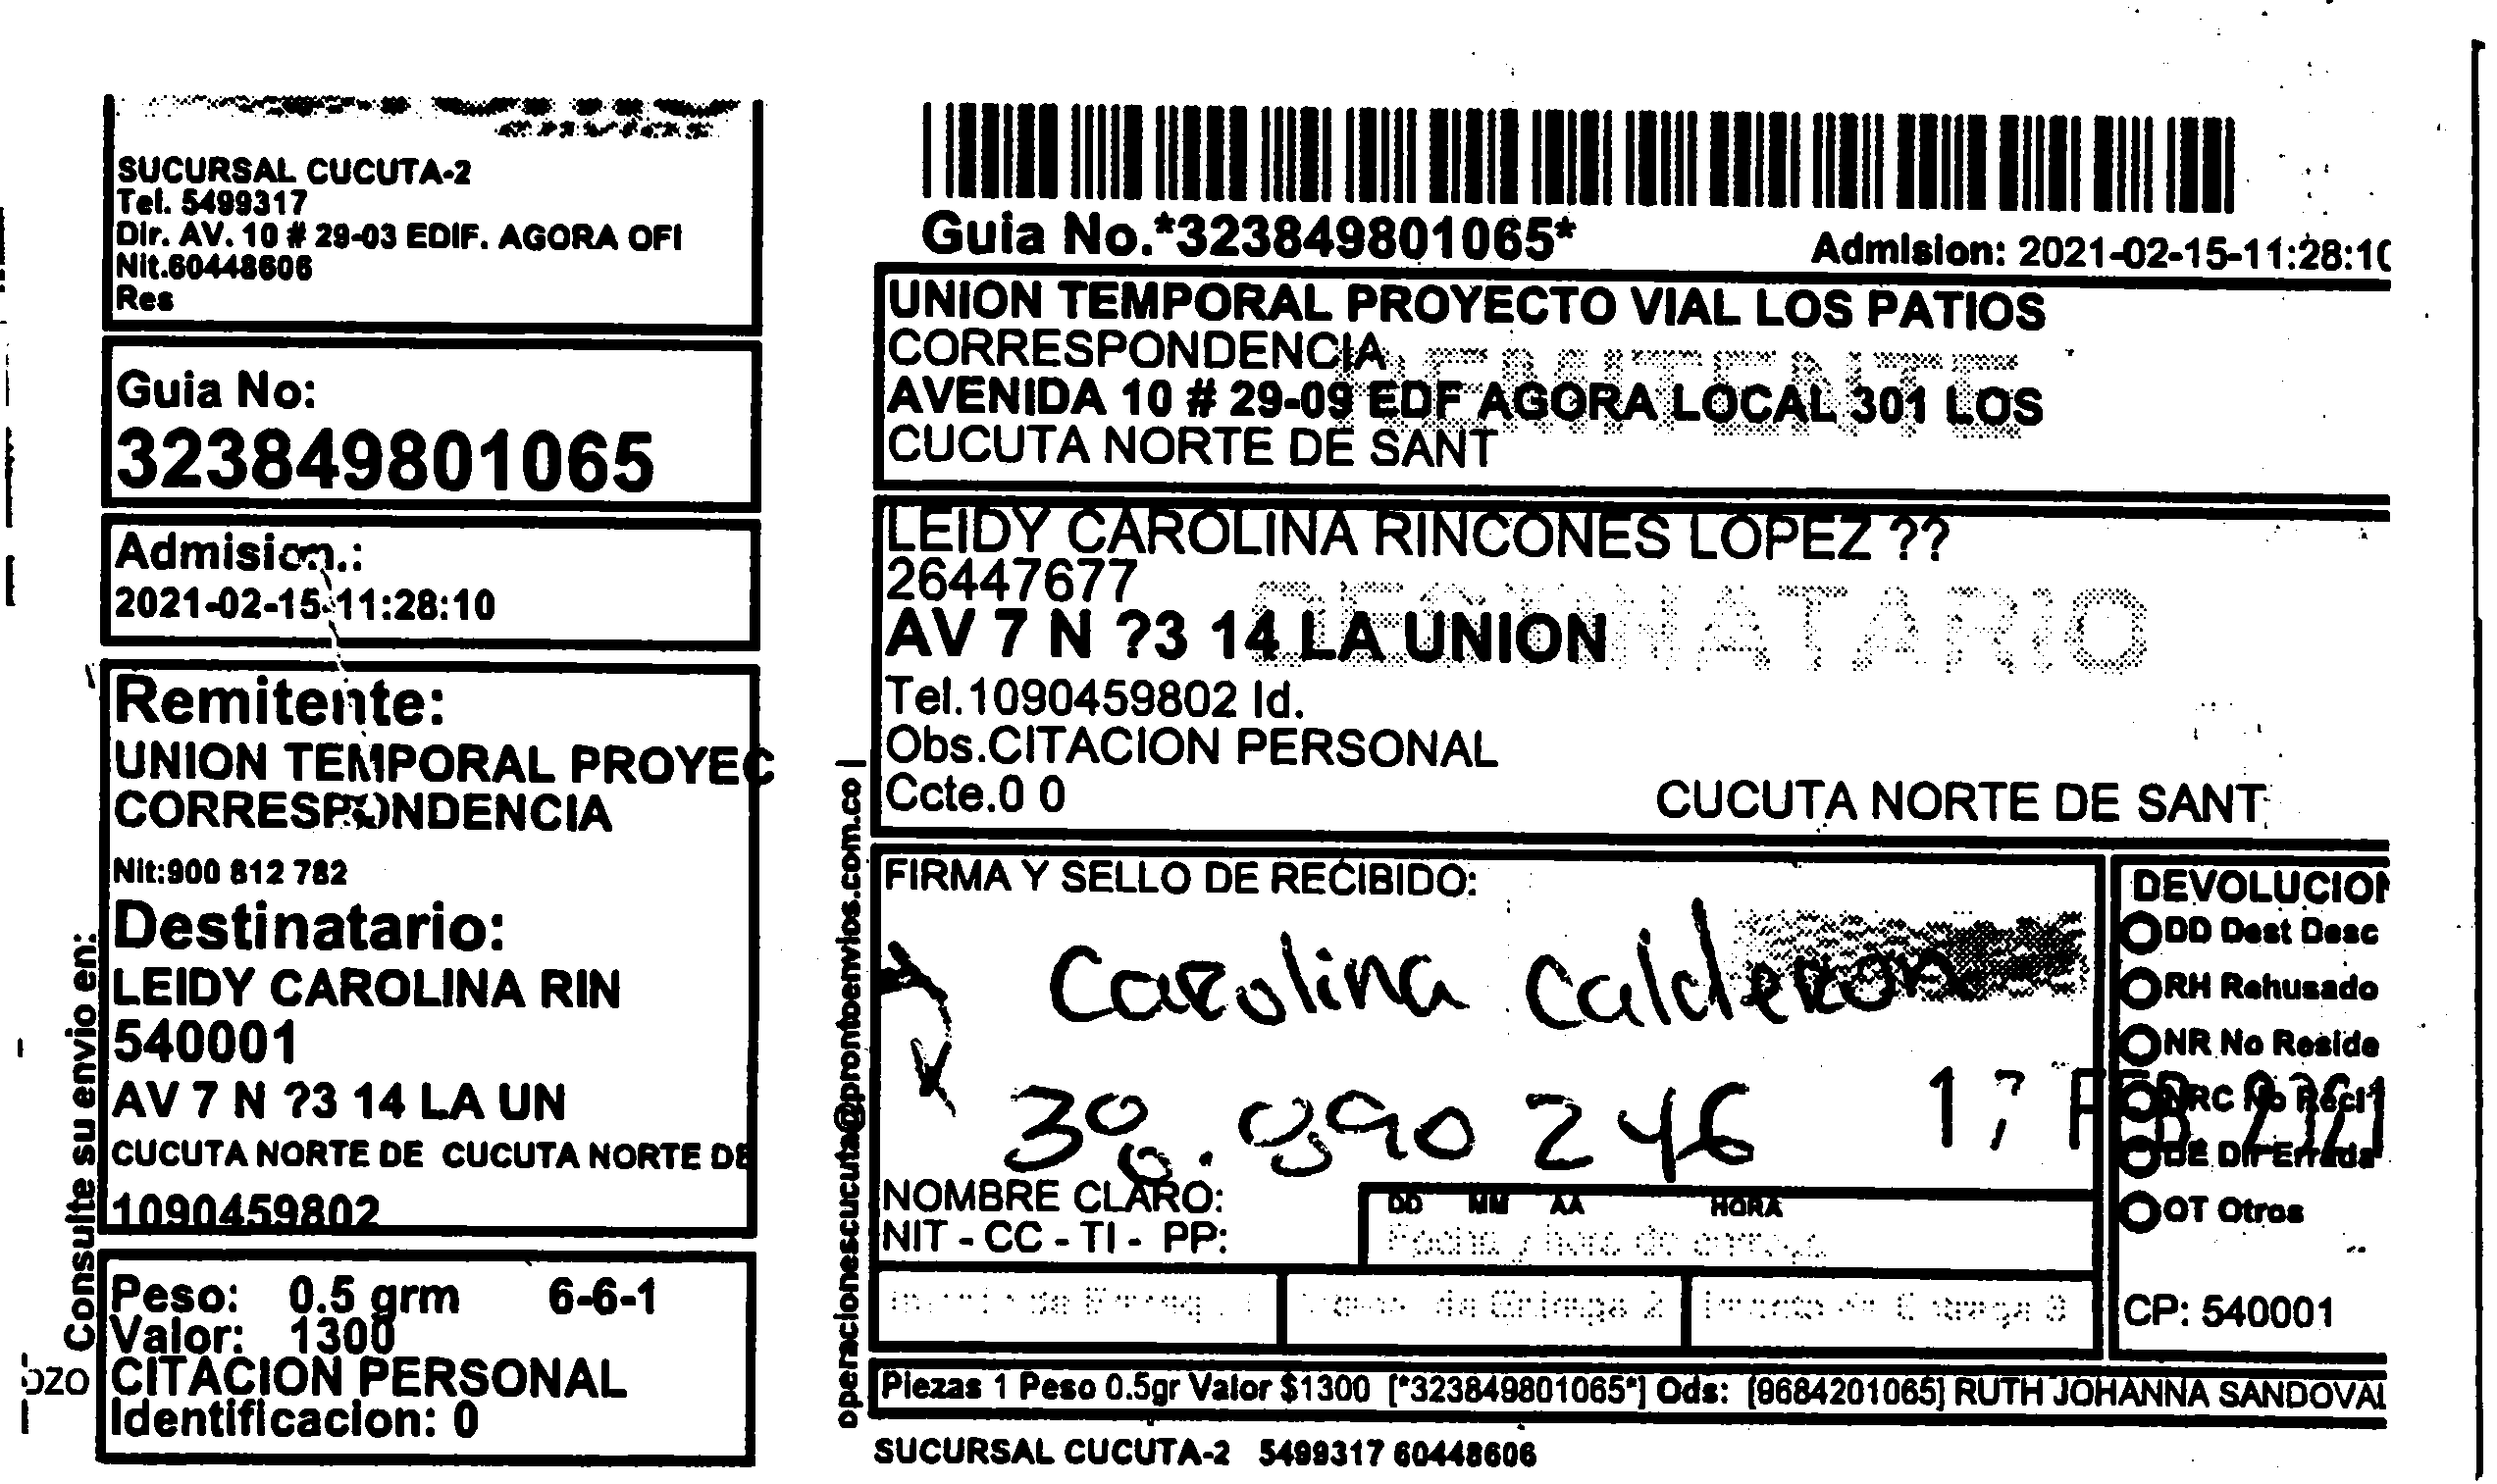 SUCURSAL CUCUTA-2
Tel. 5499317
Dir. AV. 10 # 29-03 EDIF. AGORA OFI
Nit.60448606
Res
Guia No:
323849801065
Admision.:
2021-02-15-11:28:10
Remitente:
UNION TEMPORAL PROYEC
CORRESPONDENCIA
Nit:900 812 782
Destinatario:
LEIDY CAROLINA RIN
540001
AV 7 N ?3 14 LA UN
CUCUTA NORTE DE CUCUTA NORTE DE
1090459802
Peso: 0.5 grm 6-6-1
Valor: 1300
CITACION PERSONAL
Identificacion: 0
Consulte su envio en:
operacionescucuta@prontoenvios.com.co |
Guia No.*323849801065*
Admision: 2021-02-15-11:28:10
UNION TEMPORAL PROYECTO VIAL LOS PATIOS
CORRESPONDENCIA
REMITENTE
AVENIDA 10 # 29-09 EDF AGORA LOCAL 301 LOS
CUCUTA NORTE DE SANT
LEIDY CAROLINA RINCONES LOPEZ ??
26447677
DESTINATARIO
AV 7 N ?3 14 LA UNION
Tel.1090459802 Id.
Obs.CITACION PERSONAL
Ccte.0 0
CUCUTA NORTE DE SANT
FIRMA Y SELLO DE RECIBIDO:
Carolina Calderon
17 FEB 2021
NOMBRE CLARO:
NIT - CC - TI - PP:
DD MM AA HORA
DEVOLUCION
DD Dest Desc
RH Rehusado
NR No Reside
NRC No Recl
DE Dir Errada
OT Otros
CP: 540001
Piezas 1 Peso 0.5gr Valor $1300 [*323849801065*] Ods: [9684201065] RUTH JOHANNA SANDOVAL
SUCURSAL CUCUTA-2 5499317 60448606